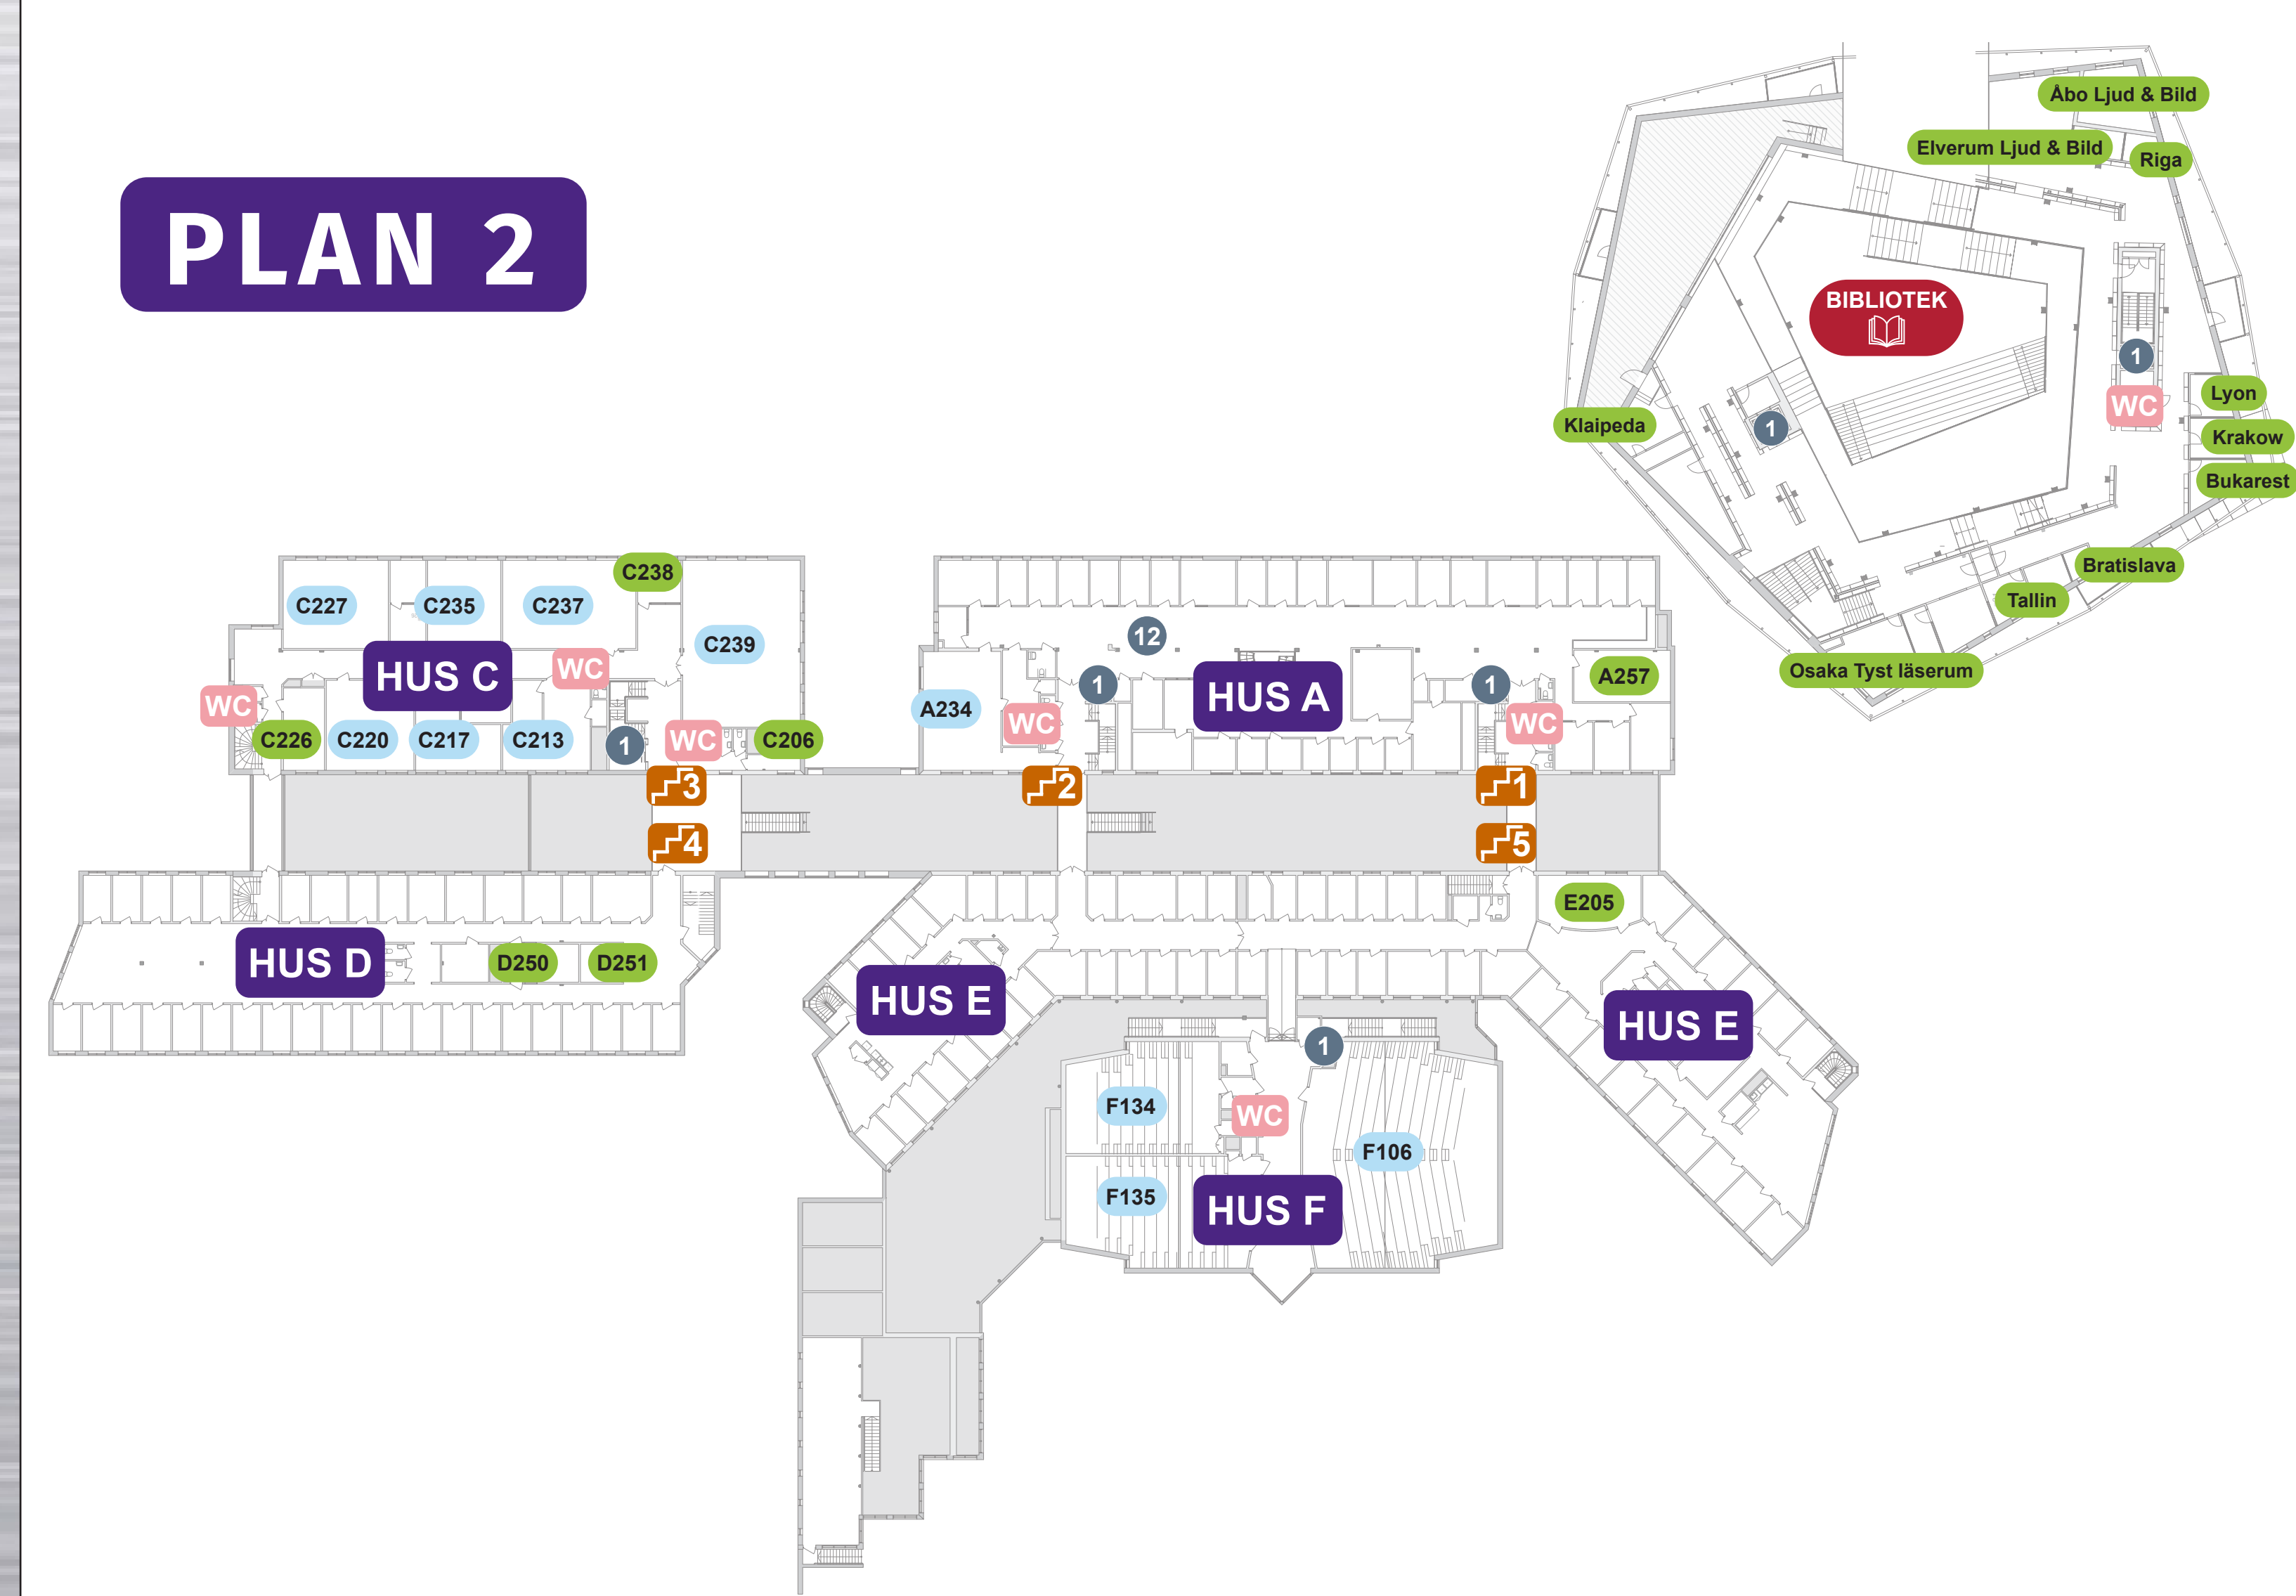 PLAN 2
Åbo Ljud & Bild
Elverum Ljud & Bild
Riga
BIBLIOTEK
1
Lyon
WC
Klaipeda
1
Krakow
Bukarest
Bratislava
Tallin
Osaka Tyst läserum
C238
C227
C235
C237
C239
HUS C
WC
WC
C226
C220
C217
C213
1
WC
C206
12
1
HUS A
1
A257
A234
WC
WC
3
2
1
4
5
E205
HUS D
D250
D251
HUS E
HUS E
1
F134
WC
F106
F135
HUS F